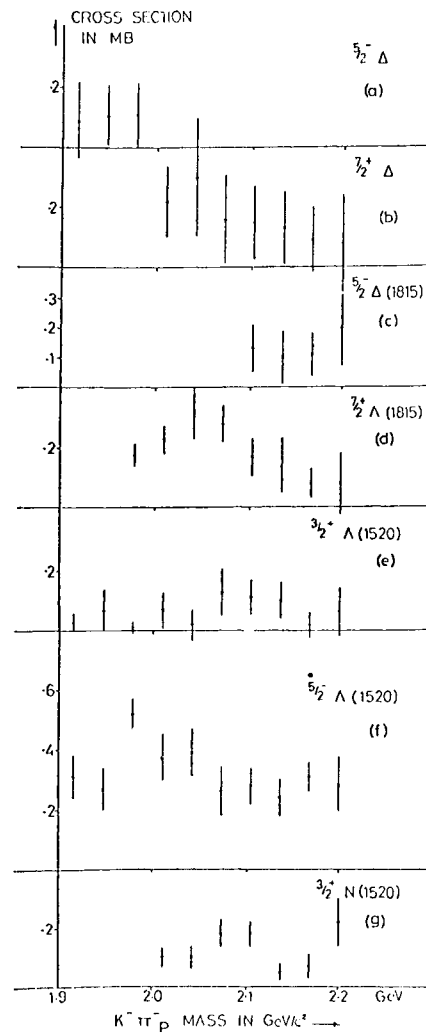 CROSS SECTION
IN MB
5/2⁻ Δ
(a)
.2
7/2⁺ Δ
(b)
.2
5/2⁻ Δ (1815)
(c)
.3
.2
.1
7/2⁺ Λ (1815)
(d)
.2
3/2⁺ Λ (1520)
(e)
.2
5/2⁻ Λ (1520)
(f)
.6
.4
.2
3/2⁺ N (1520)
(g)
.2
1.9 2.0 2.1 2.2 GeV
K⁻ π⁻ p MASS IN GeV/c²